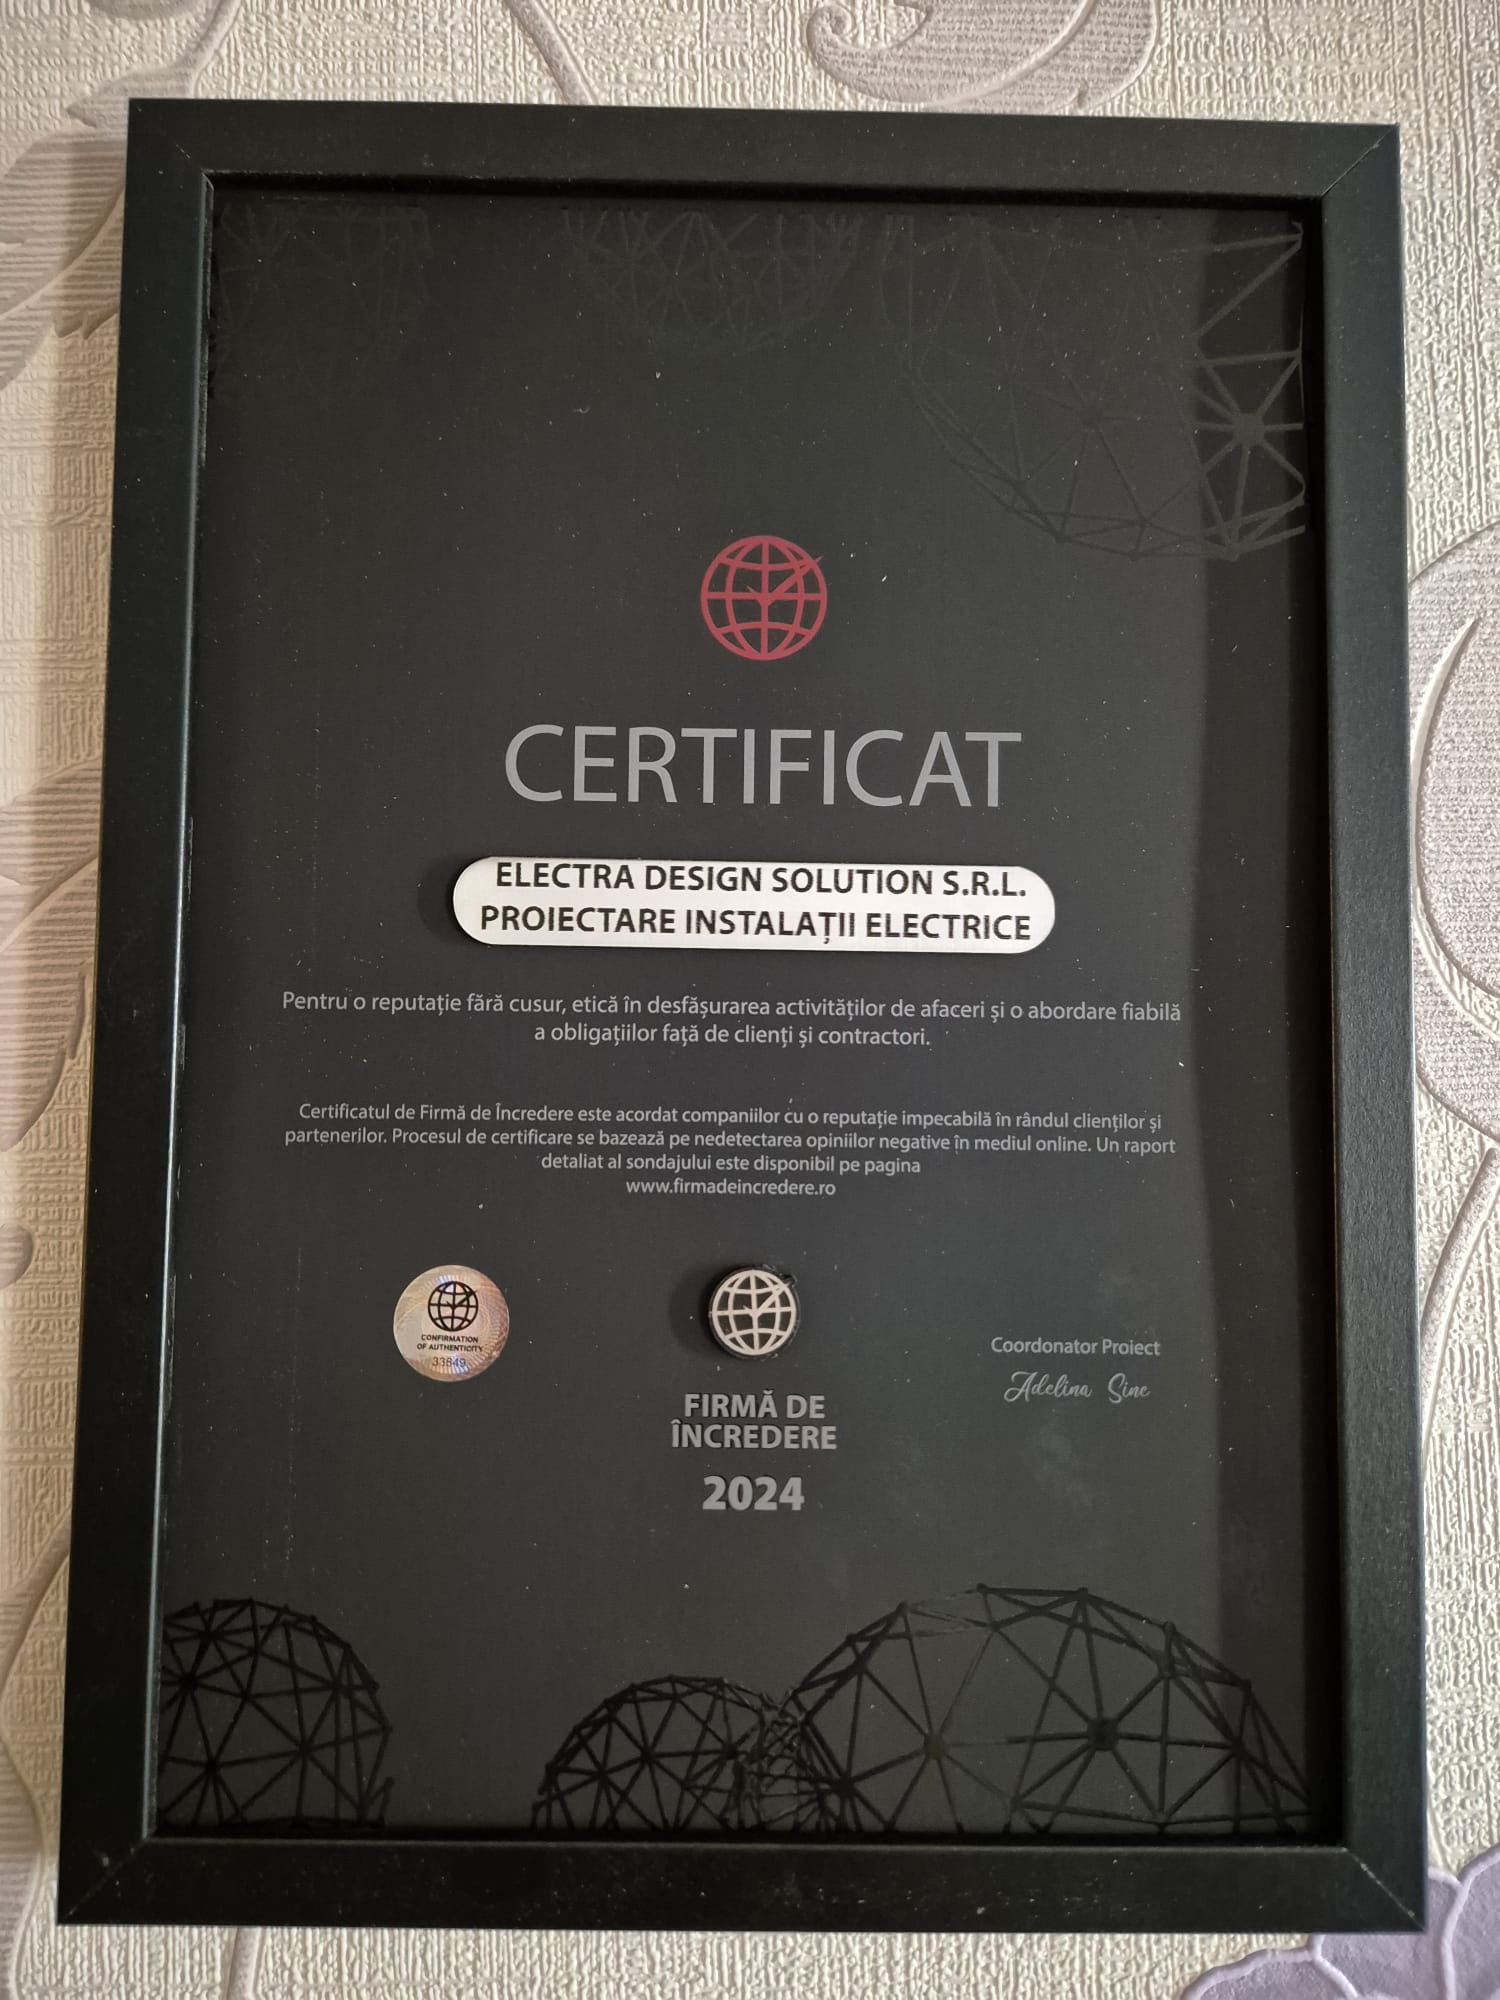 CERTIFICAT
ELECTRA DESIGN SOLUTION S.R.L.
PROIECTARE INSTALAȚII ELECTRICE
Pentru o reputație fără cusur, etică în desfășurarea activităților de afaceri și o abordare fiabilă
a obligațiilor față de clienți și contractori.
Certificatul de Firmă de Încredere este acordat companiilor cu o reputație impecabilă în rândul clienților și
partenerilor. Procesul de certificare se bazează pe nedetectarea opiniilor negative în mediul online. Un raport
detaliat al sondajului este disponibil pe pagina
www.firmadeincredere.ro
CONFIRMATION
OF AUTHENTICITY
33849
FIRMĂ DE
ÎNCREDERE
2024
Coordonator Proiect
Adelina Sinc